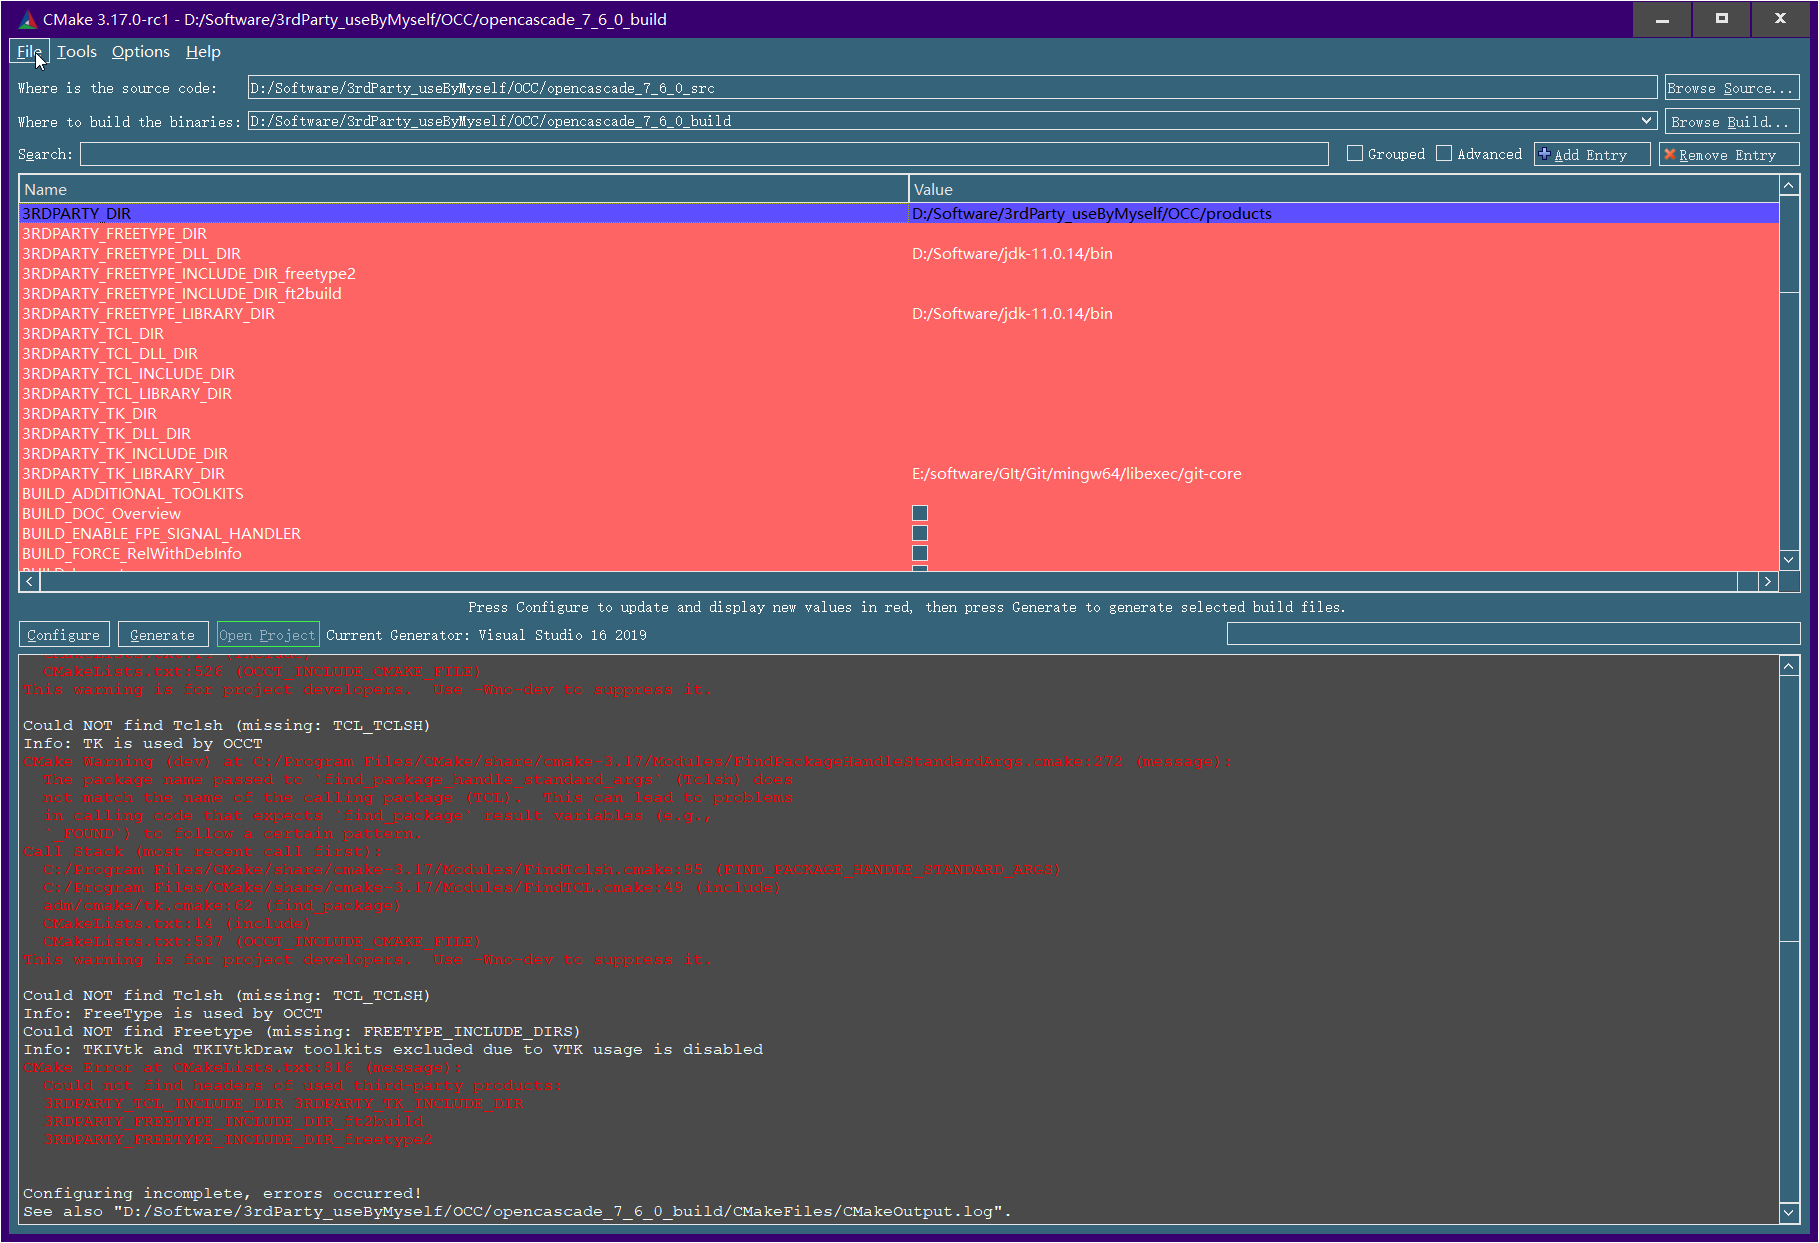 CMake 3.17.0-rc1 - D:/Software/3rdParty_useByMyself/OCC/opencascade_7_6_0_build
File Tools Options Help
Where is the source code: D:/Software/3rdParty_useByMyself/OCC/opencascade_7_6_0_src Browse Source...
Where to build the binaries: D:/Software/3rdParty_useByMyself/OCC/opencascade_7_6_0_build Browse Build...
Search: Grouped Advanced Add Entry Remove Entry
Name Value
3RDPARTY_DIR D:/Software/3rdParty_useByMyself/OCC/products
3RDPARTY_FREETYPE_DIR
3RDPARTY_FREETYPE_DLL_DIR D:/Software/jdk-11.0.14/bin
3RDPARTY_FREETYPE_INCLUDE_DIR_freetype2
3RDPARTY_FREETYPE_INCLUDE_DIR_ft2build
3RDPARTY_FREETYPE_LIBRARY_DIR D:/Software/jdk-11.0.14/bin
3RDPARTY_TCL_DIR
3RDPARTY_TCL_DLL_DIR
3RDPARTY_TCL_INCLUDE_DIR
3RDPARTY_TCL_LIBRARY_DIR
3RDPARTY_TK_DIR
3RDPARTY_TK_DLL_DIR
3RDPARTY_TK_INCLUDE_DIR
3RDPARTY_TK_LIBRARY_DIR E:/software/GIt/Git/mingw64/libexec/git-core
BUILD_ADDITIONAL_TOOLKITS
BUILD_DOC_Overview
BUILD_ENABLE_FPE_SIGNAL_HANDLER
BUILD_FORCE_RelWithDebInfo
Press Configure to update and display new values in red, then press Generate to generate selected build files.
Configure Generate Open Project Current Generator: Visual Studio 16 2019
CMakeLists.txt:526 (OCCT_INCLUDE_CMAKE_FILE)
This warning is for project developers.  Use -Wno-dev to suppress it.
Could NOT find Tclsh (missing: TCL_TCLSH)
Info: TK is used by OCCT
CMake Warning (dev) at C:/Program Files/CMake/share/cmake-3.17/Modules/FindPackageHandleStandardArgs.cmake:272 (message):
The package name passed to `find_package_handle_standard_args` (Tclsh) does
not match the name of the calling package (TCL).  This can lead to problems
in calling code that expects `find_package` result variables (e.g.,
`_FOUND`) to follow a certain pattern.
Call Stack (most recent call first):
C:/Program Files/CMake/share/cmake-3.17/Modules/FindTclsh.cmake:95 (FIND_PACKAGE_HANDLE_STANDARD_ARGS)
C:/Program Files/CMake/share/cmake-3.17/Modules/FindTCL.cmake:49 (include)
adm/cmake/tk.cmake:62 (find_package)
CMakeLists.txt:14 (include)
CMakeLists.txt:537 (OCCT_INCLUDE_CMAKE_FILE)
This warning is for project developers.  Use -Wno-dev to suppress it.
Could NOT find Tclsh (missing: TCL_TCLSH)
Info: FreeType is used by OCCT
Could NOT find Freetype (missing: FREETYPE_INCLUDE_DIRS)
Info: TKIVtk and TKIVtkDraw toolkits excluded due to VTK usage is disabled
CMake Error at CMakeLists.txt:816 (message):
Could not find headers of used third-party products:
3RDPARTY_TCL_INCLUDE_DIR 3RDPARTY_TK_INCLUDE_DIR
3RDPARTY_FREETYPE_INCLUDE_DIR_ft2build
3RDPARTY_FREETYPE_INCLUDE_DIR_freetype2
Configuring incomplete, errors occurred!
See also "D:/Software/3rdParty_useByMyself/OCC/opencascade_7_6_0_build/CMakeFiles/CMakeOutput.log".